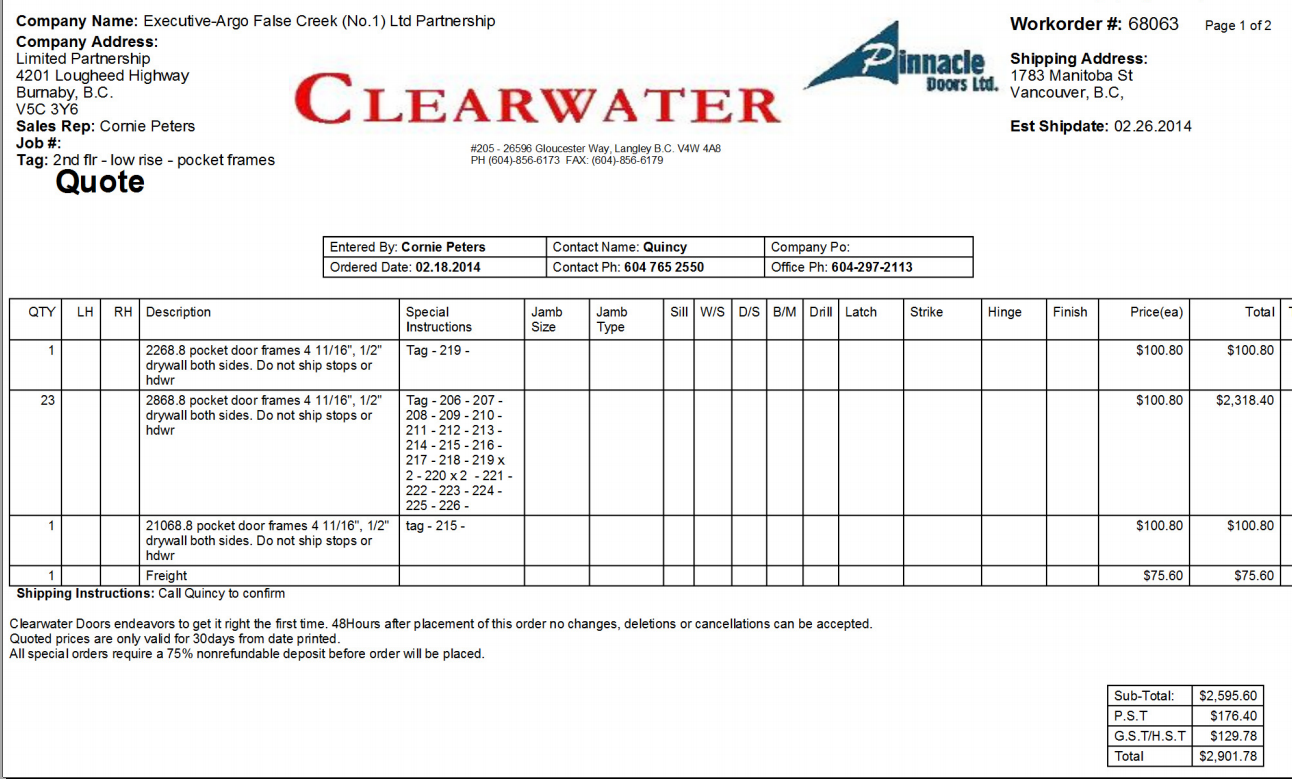 Company Name: Executive-Argo False Creek (No.1) Ltd Partnership
Company Address:
Limited Partnership
4201 Lougheed Highway
Burnaby, B.C.
V5C 3Y6
Sales Rep: Cornie Peters
Job #:
Tag: 2nd flr - low rise - pocket frames
Quote
CLEARWATER
#205 - 26596 Gloucester Way, Langley B.C. V4W 4A8
PH (604)-856-6173 FAX: (604)-856-6179
Pinnacle
Doors Ltd.
Workorder #: 68063 Page 1 of 2
Shipping Address:
1783 Manitoba St
Vancouver, B.C,
Est Shipdate: 02.26.2014
Entered By: Cornie Peters Contact Name: Quincy Company Po:
Ordered Date: 02.18.2014 Contact Ph: 604 765 2550 Office Ph: 604-297-2113
QTY LH RH Description Special Jamb Jamb Sill W/S D/S B/M Drill Latch Strike Hinge Finish Price(ea) Total
Instructions Size Type
1 2268.8 pocket door frames 4 11/16", 1/2" Tag - 219 - $100.80 $100.80
drywall both sides. Do not ship stops or
hdwr
23 2868.8 pocket door frames 4 11/16", 1/2" Tag - 206 - 207 - $100.80 $2,318.40
drywall both sides. Do not ship stops or 208 - 209 - 210 -
hdwr 211 - 212 - 213 -
214 - 215 - 216 -
217 - 218 - 219 x
2 - 220 x 2 - 221 -
222 - 223 - 224 -
225 - 226 -
1 21068.8 pocket door frames 4 11/16", 1/2" tag - 215 - $100.80 $100.80
drywall both sides. Do not ship stops or
hdwr
1 Freight $75.60 $75.60
Shipping Instructions: Call Quincy to confirm
Clearwater Doors endeavors to get it right the first time. 48Hours after placement of this order no changes, deletions or cancellations can be accepted.
Quoted prices are only valid for 30days from date printed.
All special orders require a 75% nonrefundable deposit before order will be placed.
Sub-Total: $2,595.60
P.S.T $176.40
G.S.T/H.S.T $129.78
Total $2,901.78